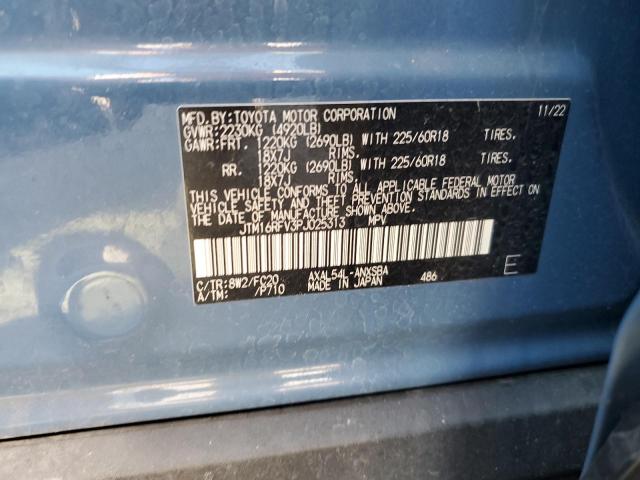 MFD.BY:TOYOTA MOTOR CORPORATION 11/22
GVWR:2230KG (4920LB)
GAWR:FRT. 1220KG (2690LB) WITH 225/60R18 TIRES.
18X7J RIMS.
RR. 1220KG (2690LB) WITH 225/60R18 TIRES.
18X7J RIMS.
THIS VEHICLE CONFORMS TO ALL APPLICABLE FEDERAL MOTOR
VEHICLE SAFETY AND THEFT PREVENTION STANDARDS IN EFFECT ON
THE DATE OF MANUFACTURE SHOWN ABOVE.
JTM16RFV3PJ025313 MPV
C/TR:8W2/FC20 AXAL54L-ANXSBA 486 E
A/TM: /P710 MADE IN JAPAN